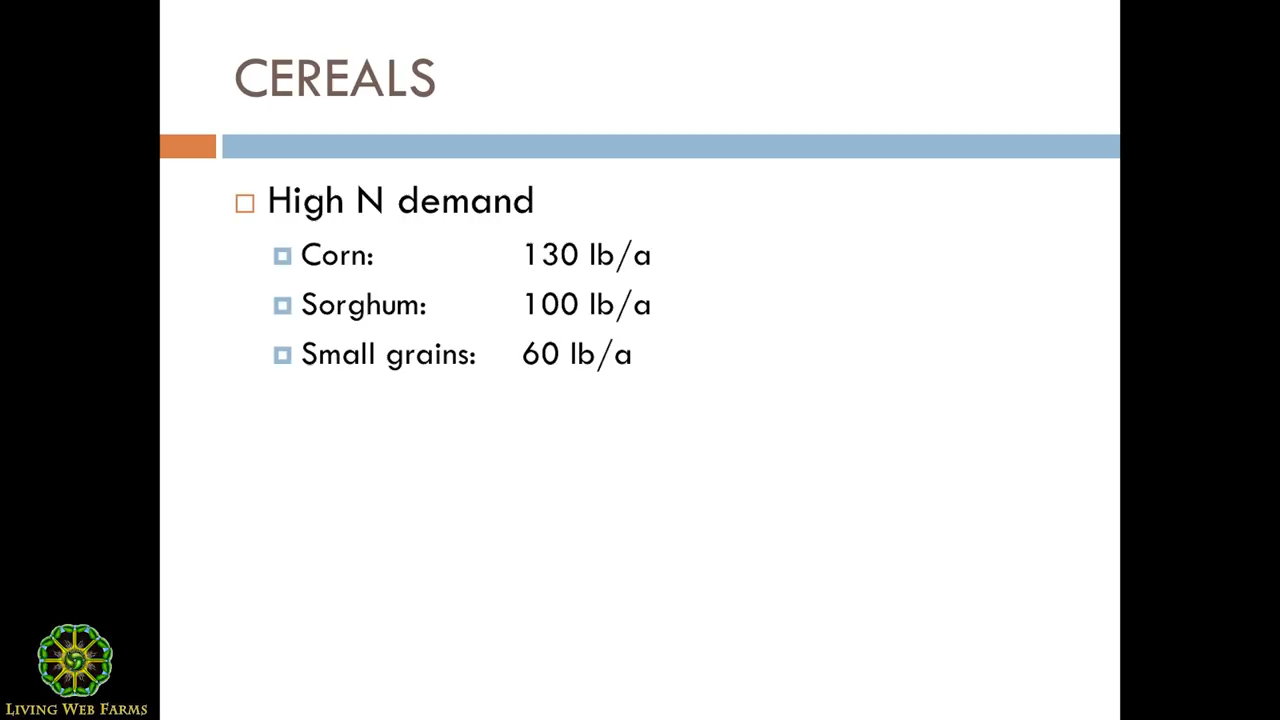 CEREALS
High N demand
Corn: 130 lb/a
Sorghum: 100 lb/a
Small grains: 60 lb/a
LIVING WEB FARMS